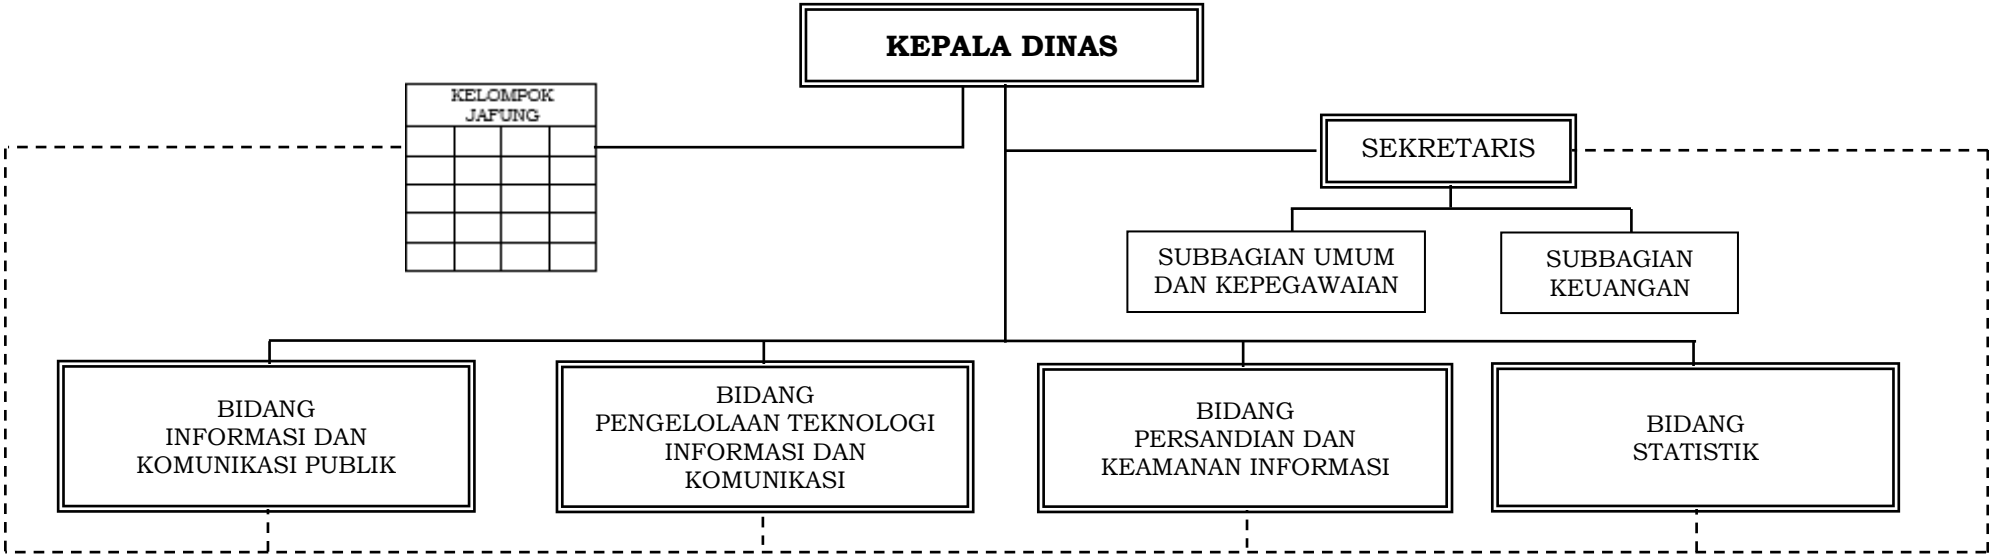 KEPALA DINAS
KELOMPOK
JAFUNG
SEKRETARIS
SUBBAGIAN UMUM
DAN KEPEGAWAIAN
SUBBAGIAN
KEUANGAN
BIDANG
INFORMASI DAN
KOMUNIKASI PUBLIK
BIDANG
PENGELOLAAN TEKNOLOGI
INFORMASI DAN
KOMUNIKASI
BIDANG
PERSANDIAN DAN
KEAMANAN INFORMASI
BIDANG
STATISTIK